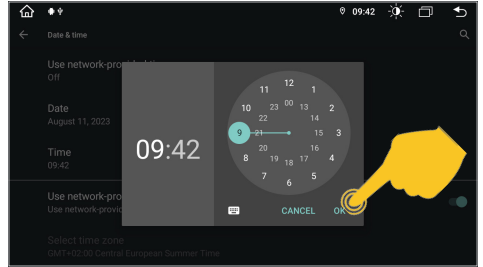 09:42
Date & time
Use network-provided time
Off
Date
August 11, 2023
Time
09:42
09:42
12
11 1
00
10 23 13 2
22 14
9 21 15 3
20 16
8 19 17 4
18
7 5
6
CANCEL OK
Use network-pro
Use network-provid
Select time zone
GMT+02:00 Central European Summer Time